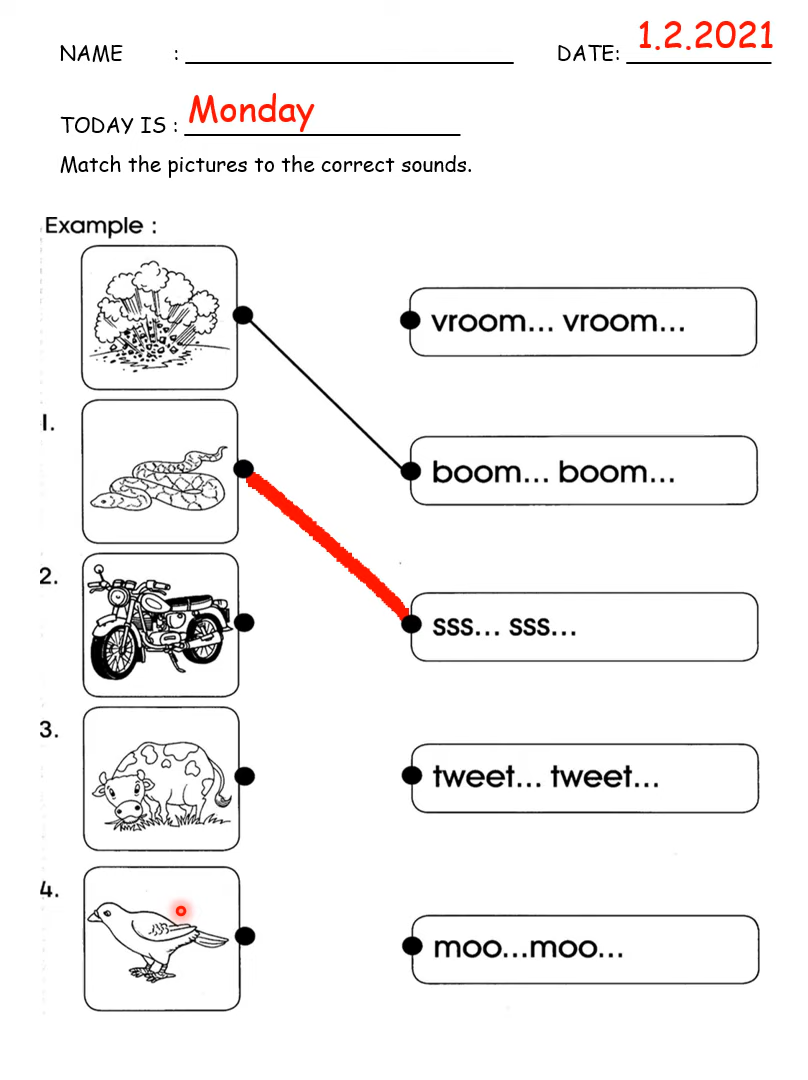 NAME : DATE: 1.2.2021
TODAY IS : Monday
Match the pictures to the correct sounds.
Example :
vroom... vroom...
1.
boom... boom...
2.
sss... sss...
3.
tweet... tweet...
4.
moo...moo...